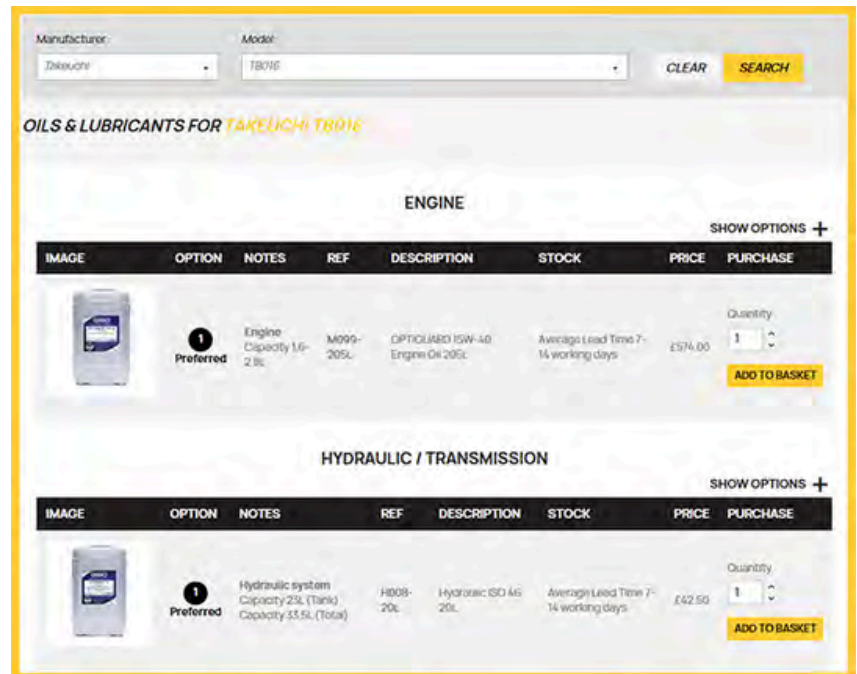 Manufacturer:
Model:
Takeuchi
TB016
CLEAR
SEARCH
OILS & LUBRICANTS FOR TAKEUCHI TB016
ENGINE
SHOW OPTIONS +
IMAGE OPTION NOTES REF DESCRIPTION STOCK PRICE PURCHASE
1
Preferred
Engine
Capacity 1.6-
2.8L
M099-
205L
OPTIGUARD 15W-40
Engine Oil 205L
Average Lead Time 7-
14 working days
£574.00
Quantity
1
ADD TO BASKET
HYDRAULIC / TRANSMISSION
SHOW OPTIONS +
IMAGE OPTION NOTES REF DESCRIPTION STOCK PRICE PURCHASE
1
Preferred
Hydraulic system
Capacity 23L (Tank)
Capacity 33.5L (Total)
H008-
20L
Hydraulic ISO 46
20L
Average Lead Time 7-
14 working days
£42.50
Quantity
1
ADD TO BASKET